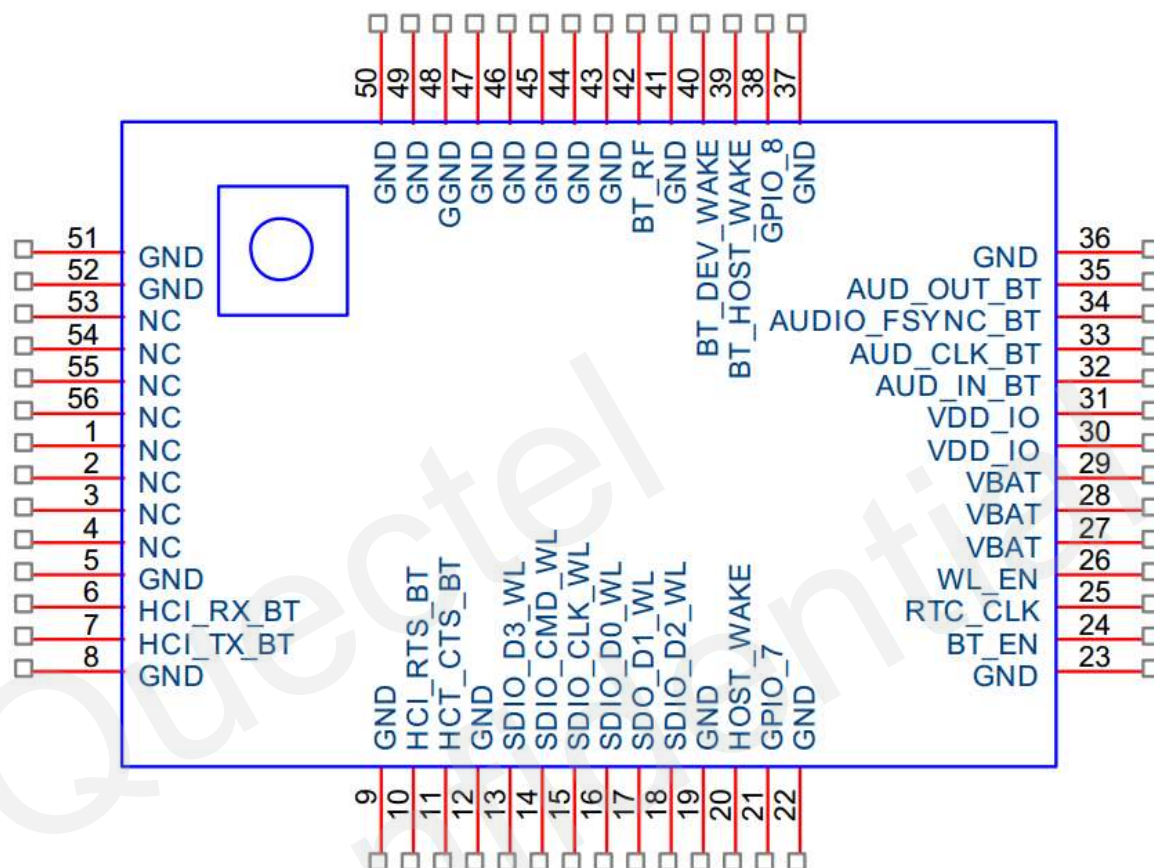 50 49 48 47 46 45 44 43 42 41 40 39 38 37
GND GND GGND GND GND GND GND GND BT_RF GND BT_DEV_WAKE BT_HOST_WAKE GPIO_8 GND
51 GND
52 GND
53 NC
54 NC
55 NC
56 NC
1 NC
2 NC
3 NC
4 NC
5 GND
6 HCI_RX_BT
7 HCI_TX_BT
8 GND
GND 36
AUD_OUT_BT 35
AUDIO_FSYNC_BT 34
AUD_CLK_BT 33
AUD_IN_BT 32
VDD_IO 31
VDD_IO 30
VBAT 29
VBAT 28
VBAT 27
WL_EN 26
RTC_CLK 25
BT_EN 24
GND 23
GND HCI_RTS_BT HCT_CTS_BT GND SDIO_D3_WL SDIO_CMD_WL SDIO_CLK_WL SDIO_D0_WL SDO_D1_WL SDIO_D2_WL GND HOST_WAKE GPIO_7 GND
9 10 11 12 13 14 15 16 17 18 19 20 21 22
Quectel